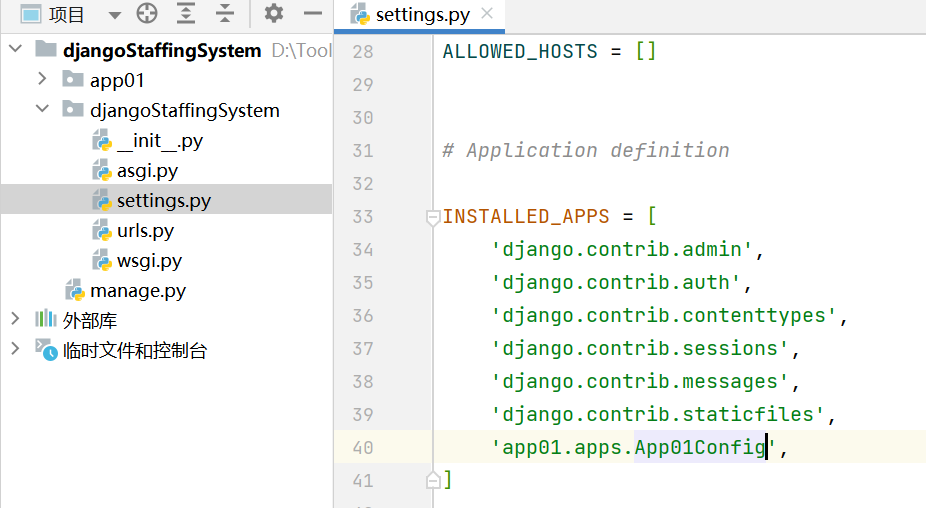 项目
djangoStaffingSystem D:\Tool
app01
djangoStaffingSystem
__init__.py
asgi.py
settings.py
urls.py
wsgi.py
manage.py
外部库
临时文件和控制台
settings.py
28 ALLOWED_HOSTS = []
29
30
31 # Application definition
32
33 INSTALLED_APPS = [
34     'django.contrib.admin',
35     'django.contrib.auth',
36     'django.contrib.contenttypes',
37     'django.contrib.sessions',
38     'django.contrib.messages',
39     'django.contrib.staticfiles',
40     'app01.apps.App01Config',
41 ]